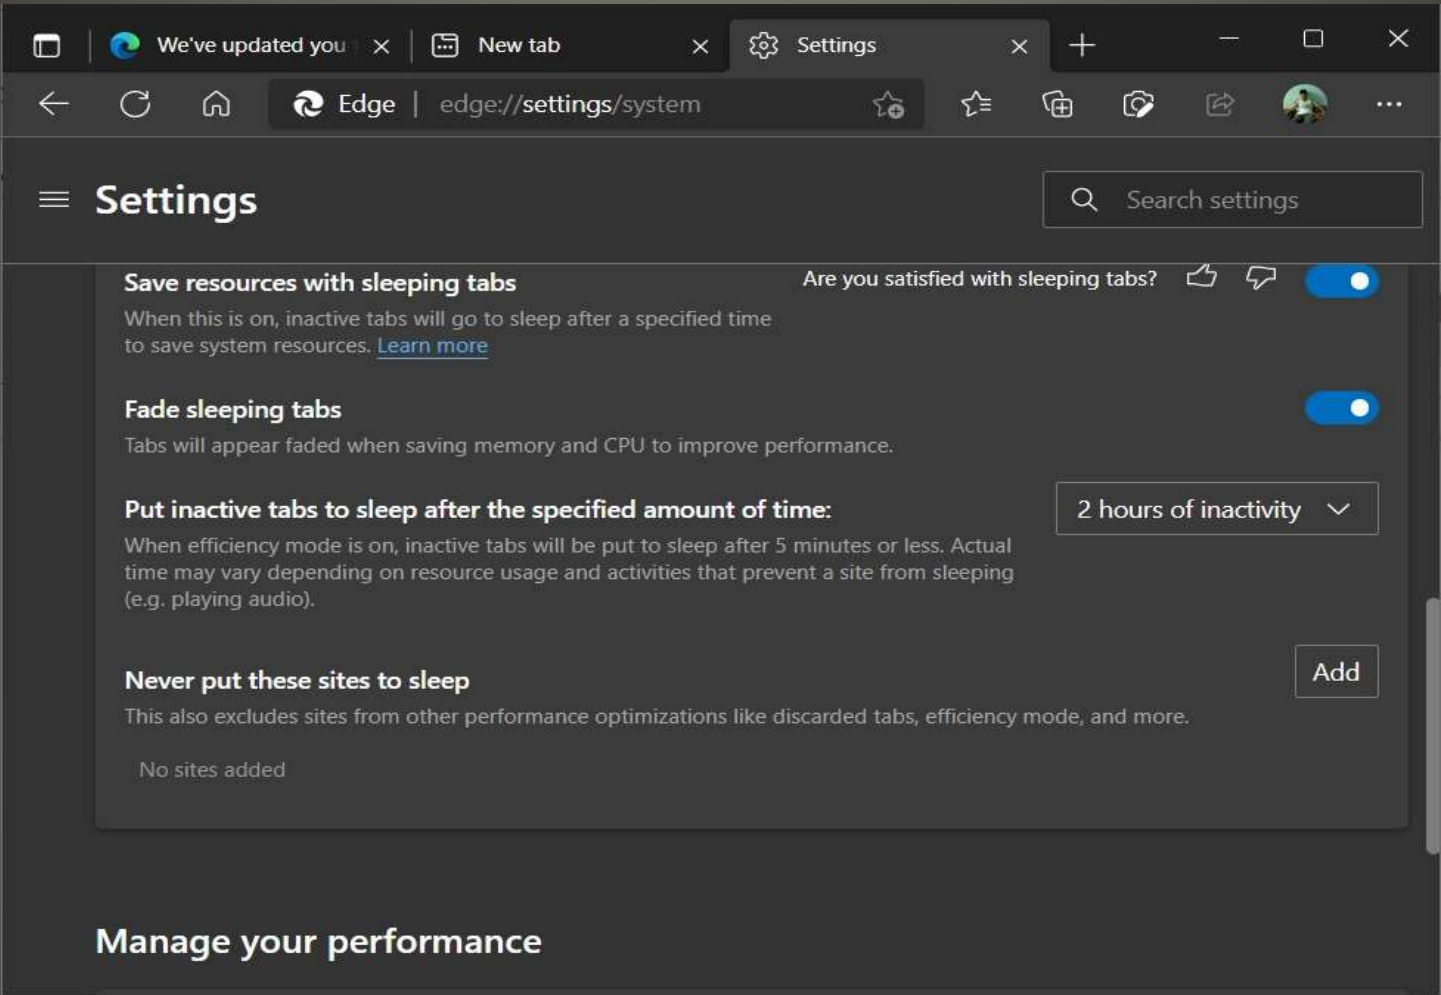 We've updated you
New tab
Settings
Edge | edge://settings/system
Settings
Search settings
Save resources with sleeping tabs
Are you satisfied with sleeping tabs?
When this is on, inactive tabs will go to sleep after a specified time
to save system resources. Learn more
Fade sleeping tabs
Tabs will appear faded when saving memory and CPU to improve performance.
Put inactive tabs to sleep after the specified amount of time:
2 hours of inactivity
When efficiency mode is on, inactive tabs will be put to sleep after 5 minutes or less. Actual
time may vary depending on resource usage and activities that prevent a site from sleeping
(e.g. playing audio).
Never put these sites to sleep
Add
This also excludes sites from other performance optimizations like discarded tabs, efficiency mode, and more.
No sites added
Manage your performance